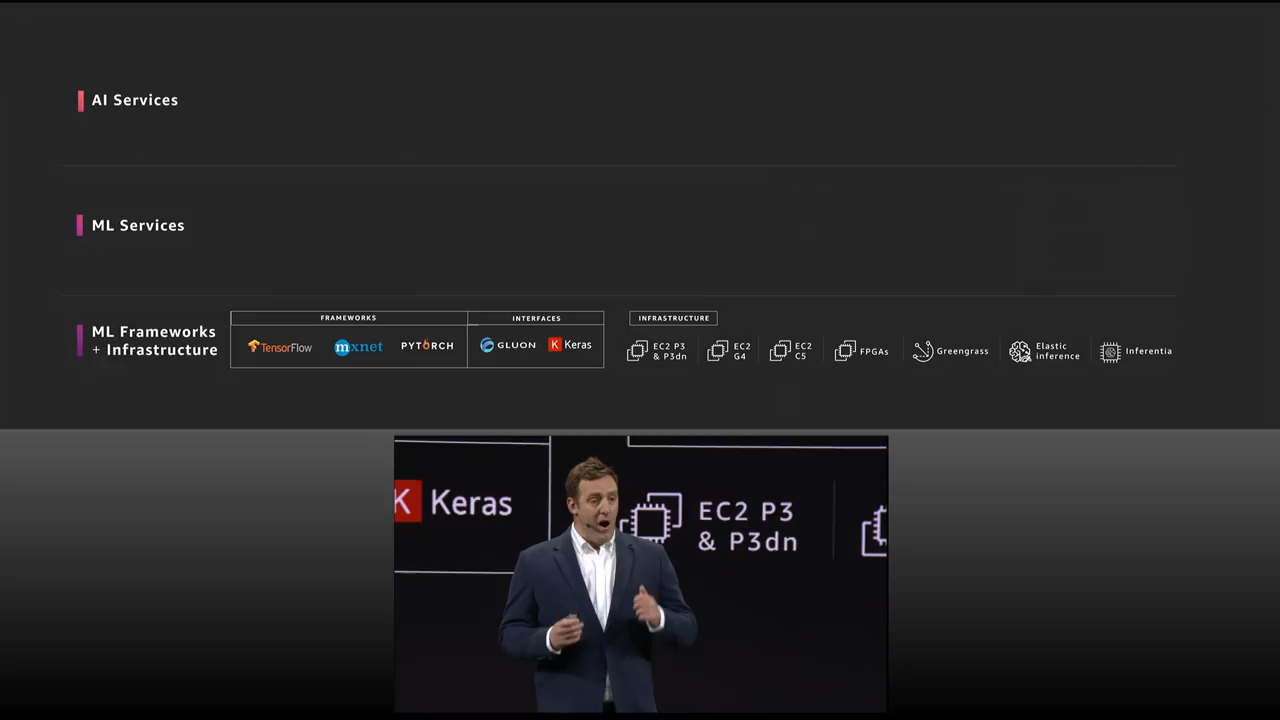 AI Services
ML Services
ML Frameworks
+ Infrastructure
FRAMEWORKS
TensorFlow
mxnet
PYTORCH
INTERFACES
GLUON
K Keras
INFRASTRUCTURE
EC2 P3
& P3dn
EC2
G4
EC2
C5
FPGAs
Greengrass
Elastic
inference
Inferentia
K Keras
EC2 P3
& P3dn